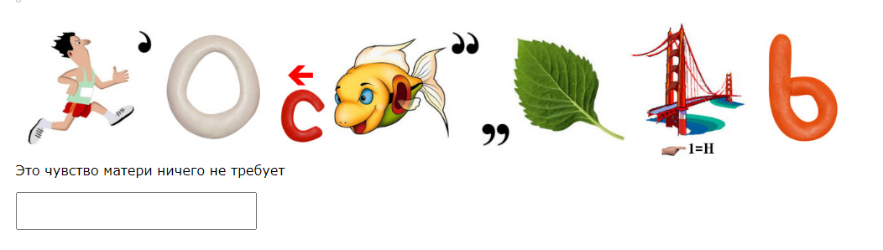 ’ О ← с ,, ,, 1=Н ь
Это чувство матери ничего не требует